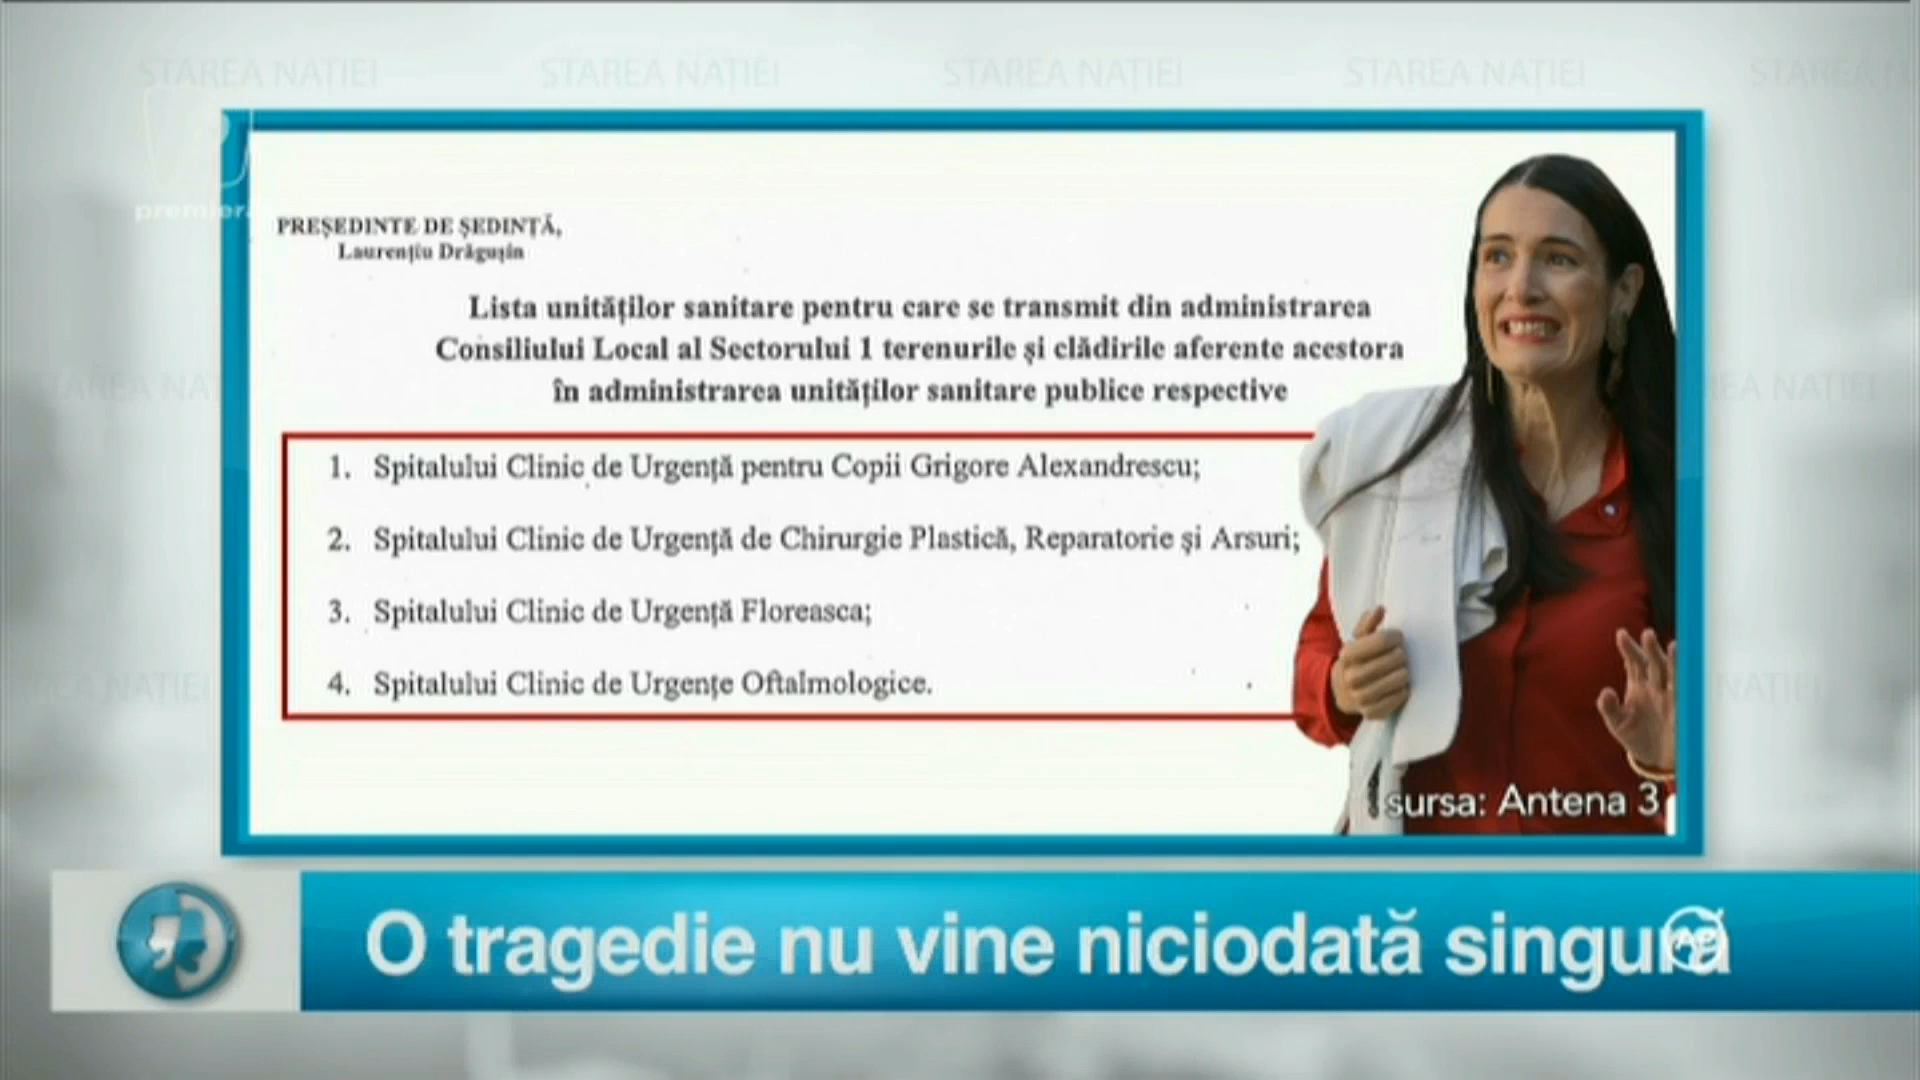 STAREA NAȚIEI STAREA NAȚIEI STAREA NAȚIEI STAREA NAȚIEI
premier
PREȘEDINTE DE ȘEDINȚĂ,
Laurențiu Drăgușin
Lista unităților sanitare pentru care se transmit din administrarea
Consiliului Local al Sectorului 1 terenurile și clădirile aferente acestora
în administrarea unităților sanitare publice respective
1. Spitalului Clinic de Urgență pentru Copii Grigore Alexandrescu;
2. Spitalului Clinic de Urgență de Chirurgie Plastică, Reparatorie și Arsuri;
3. Spitalului Clinic de Urgență Floreasca;
4. Spitalului Clinic de Urgențe Oftalmologice.
sursa: Antena 3
O tragedie nu vine niciodată singură
AP